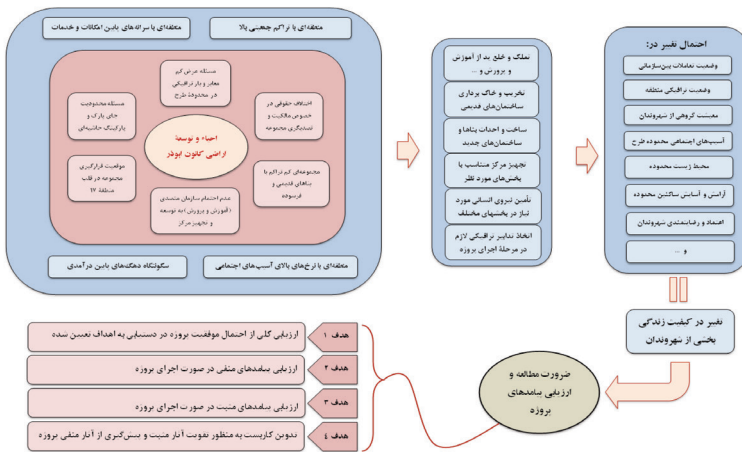 منطقه‌ای با تراکم جمعیتی بالا
منطقه‌ای با سرانه‌های پایین امکانات و خدمات
مسئله عرض کم
معابر و بار ترافیکی
در محدودهٔ طرح
اختلاف حقوقی در
خصوص مالکیت و
تصدیگری مجموعه
مسئله محدودیت
جای پارک و
پارکینگ حاشیه‌ای
احیاء و توسعهٔ
اراضی کانون ابوذر
مجموعه‌ای کم تراکم با
بناهای قدیمی و
فرسوده
موقعیت قرارگیری
مجموعه در قلب
منطقهٔ ۱۷
عدم اهتمام سازمان متصدی
(آموزش و پرورش) به توسعه
و تجهیز مرکز
منطقه‌ای با نرخ‌های بالای آسیب‌های اجتماعی
سکونتگاه دهک‌های پایین درآمدی
تملک و خلع ید از آموزش
و پرورش و ...
تخریب و خاک برداری
ساختمان‌های قدیمی
ساخت و احداث بناها و
ساختمان‌های جدید
تجهیز مرکز متناسب با
بخش‌های مورد نظر
تأمین نیروی انسانی مورد
نیاز در بخشهای مختلف
اتخاذ تدابیر ترافیکی لازم
در مرحلهٔ اجرای پروژه
احتمال تغییر در:
وضعیت تعاملات بین‌سازمانی
وضعیت ترافیکی منطقه
معیشت گروهی از شهروندان
آسیب‌های اجتماعی محدوده طرح
محیط زیست محدوده
آرامش و آسایش ساکنین محدوده
اعتماد و رضایتمندی شهروندان
و ...
تغییر در کیفیت زندگی
بخشی از شهروندان
ضرورت مطالعه و
ارزیابی پیامدهای
پروژه
هدف ۱
ارزیابی کلی از احتمال موفقیت پروژه در دستیابی به اهداف تعیین شده
هدف ۲
ارزیابی پیامدهای منفی در صورت اجرای پروژه
هدف ۳
ارزیابی پیامدهای مثبت در صورت اجرای پروژه
هدف ۴
تدوین کاربست به منظور تقویت آثار مثبت و پیش‌گیری از آثار منفی پروژه